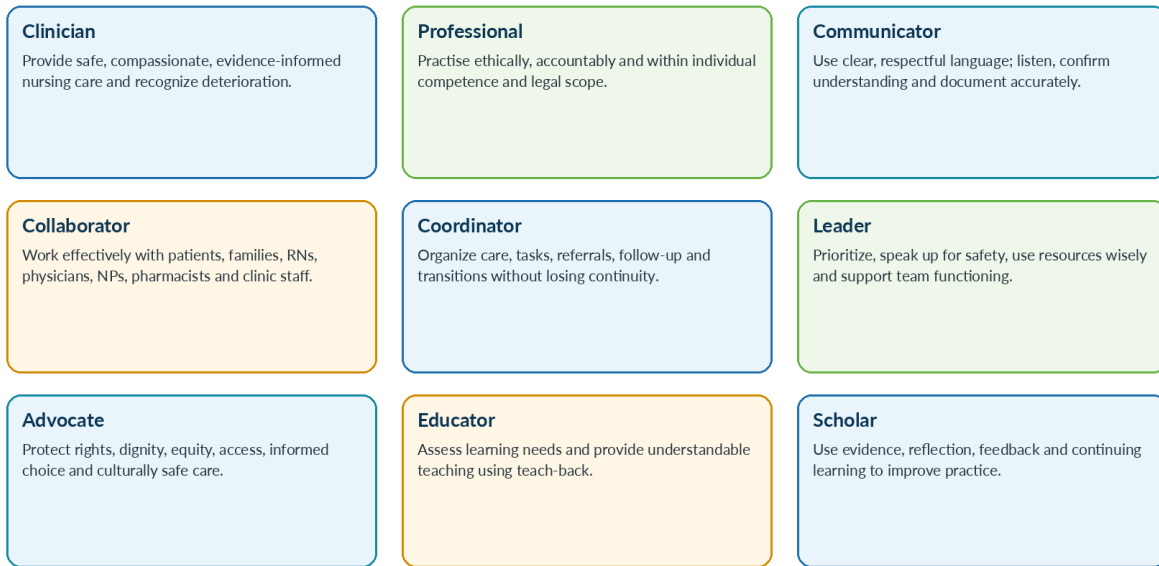 Clinician
Provide safe, compassionate, evidence-informed
nursing care and recognize deterioration.
Professional
Practise ethically, accountably and within individual
competence and legal scope.
Communicator
Use clear, respectful language; listen, confirm
understanding and document accurately.
Collaborator
Work effectively with patients, families, RNs,
physicians, NPs, pharmacists and clinic staff.
Coordinator
Organize care, tasks, referrals, follow-up and
transitions without losing continuity.
Leader
Prioritize, speak up for safety, use resources wisely
and support team functioning.
Advocate
Protect rights, dignity, equity, access, informed
choice and culturally safe care.
Educator
Assess learning needs and provide understandable
teaching using teach-back.
Scholar
Use evidence, reflection, feedback and continuing
learning to improve practice.